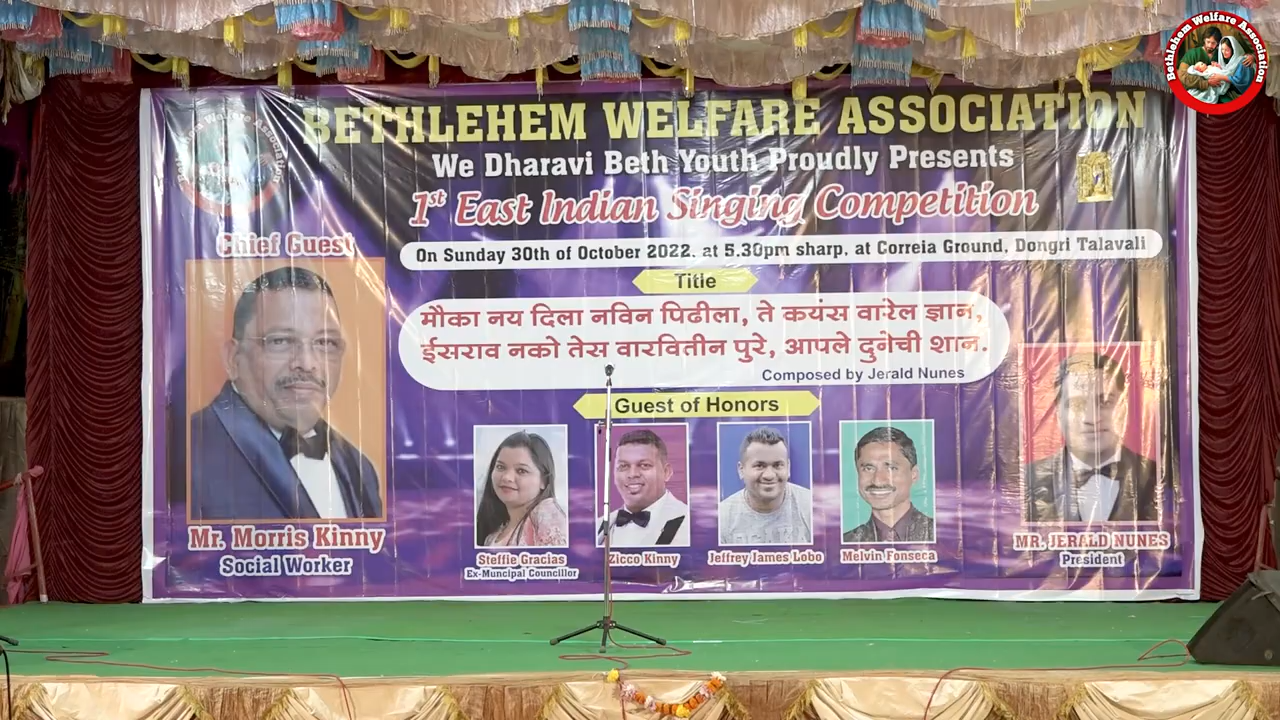 Bethlehem Welfare Association
BETHLEHEM WELFARE ASSOCIATION
We Dharavi Beth Youth Proudly Presents
1st East Indian Singing Competition
On Sunday 30th of October 2022. at 5.30pm sharp, at Correia Ground, Dongri Talavali
Chief Guest
Title
मौका नय दिला नविन पिढीला, ते कयंस वारेल ज्ञान,
ईसराव नको तेस वारवितीन पुरे, आपले दुनेची शान.
Composed by Jerald Nunes
Guest of Honors
Mr. Morris Kinny
Social Worker
Steffie Gracias
Ex-Muncipal Councillor
Zicco Kinny
Jeffrey James Lobo
Melvin Fonseca
MR. JERALD NUNES
President